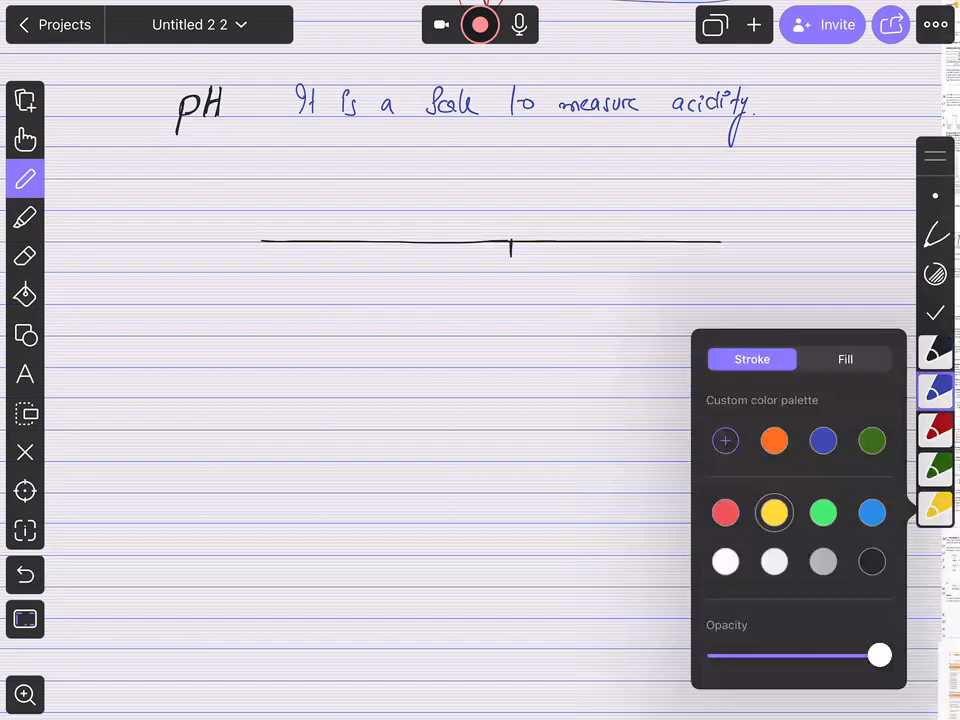 Projects
Untitled 2 2
Invite
pH It is a scale to measure acidity.
Stroke Fill
Custom color palette
Opacity